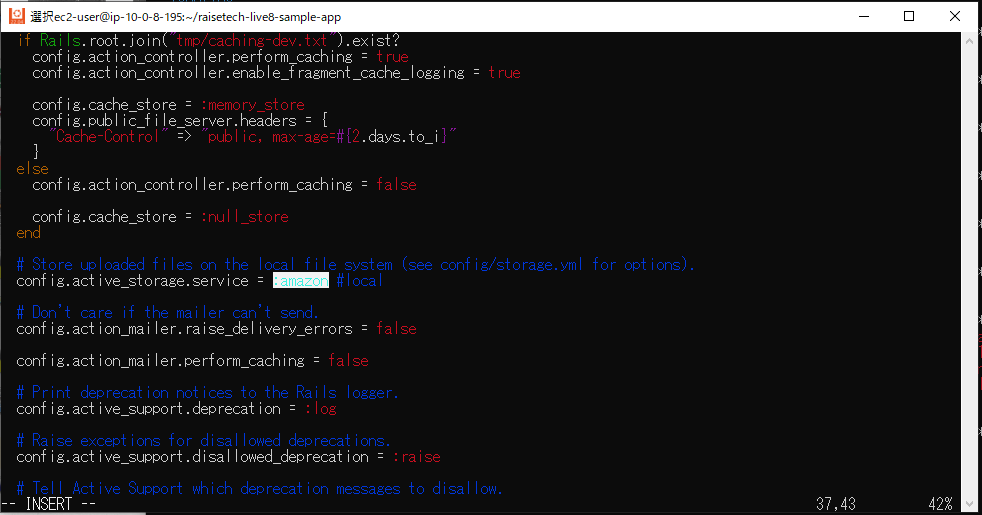 選択ec2-user@ip-10-0-8-195:~/raisetech-live8-sample-app
if Rails.root.join("tmp/caching-dev.txt").exist?
config.action_controller.perform_caching = true
config.action_controller.enable_fragment_cache_logging = true
config.cache_store = :memory_store
config.public_file_server.headers = {
"Cache-Control" => "public, max-age=#{2.days.to_i}"
}
else
config.action_controller.perform_caching = false
config.cache_store = :null_store
end
# Store uploaded files on the local file system (see config/storage.yml for options).
config.active_storage.service = :amazon #local
# Don't care if the mailer can't send.
config.action_mailer.raise_delivery_errors = false
config.action_mailer.perform_caching = false
# Print deprecation notices to the Rails logger.
config.active_support.deprecation = :log
# Raise exceptions for disallowed deprecations.
config.active_support.disallowed_deprecation = :raise
# Tell Active Support which deprecation messages to disallow.
-- INSERT -- 37,43 42%